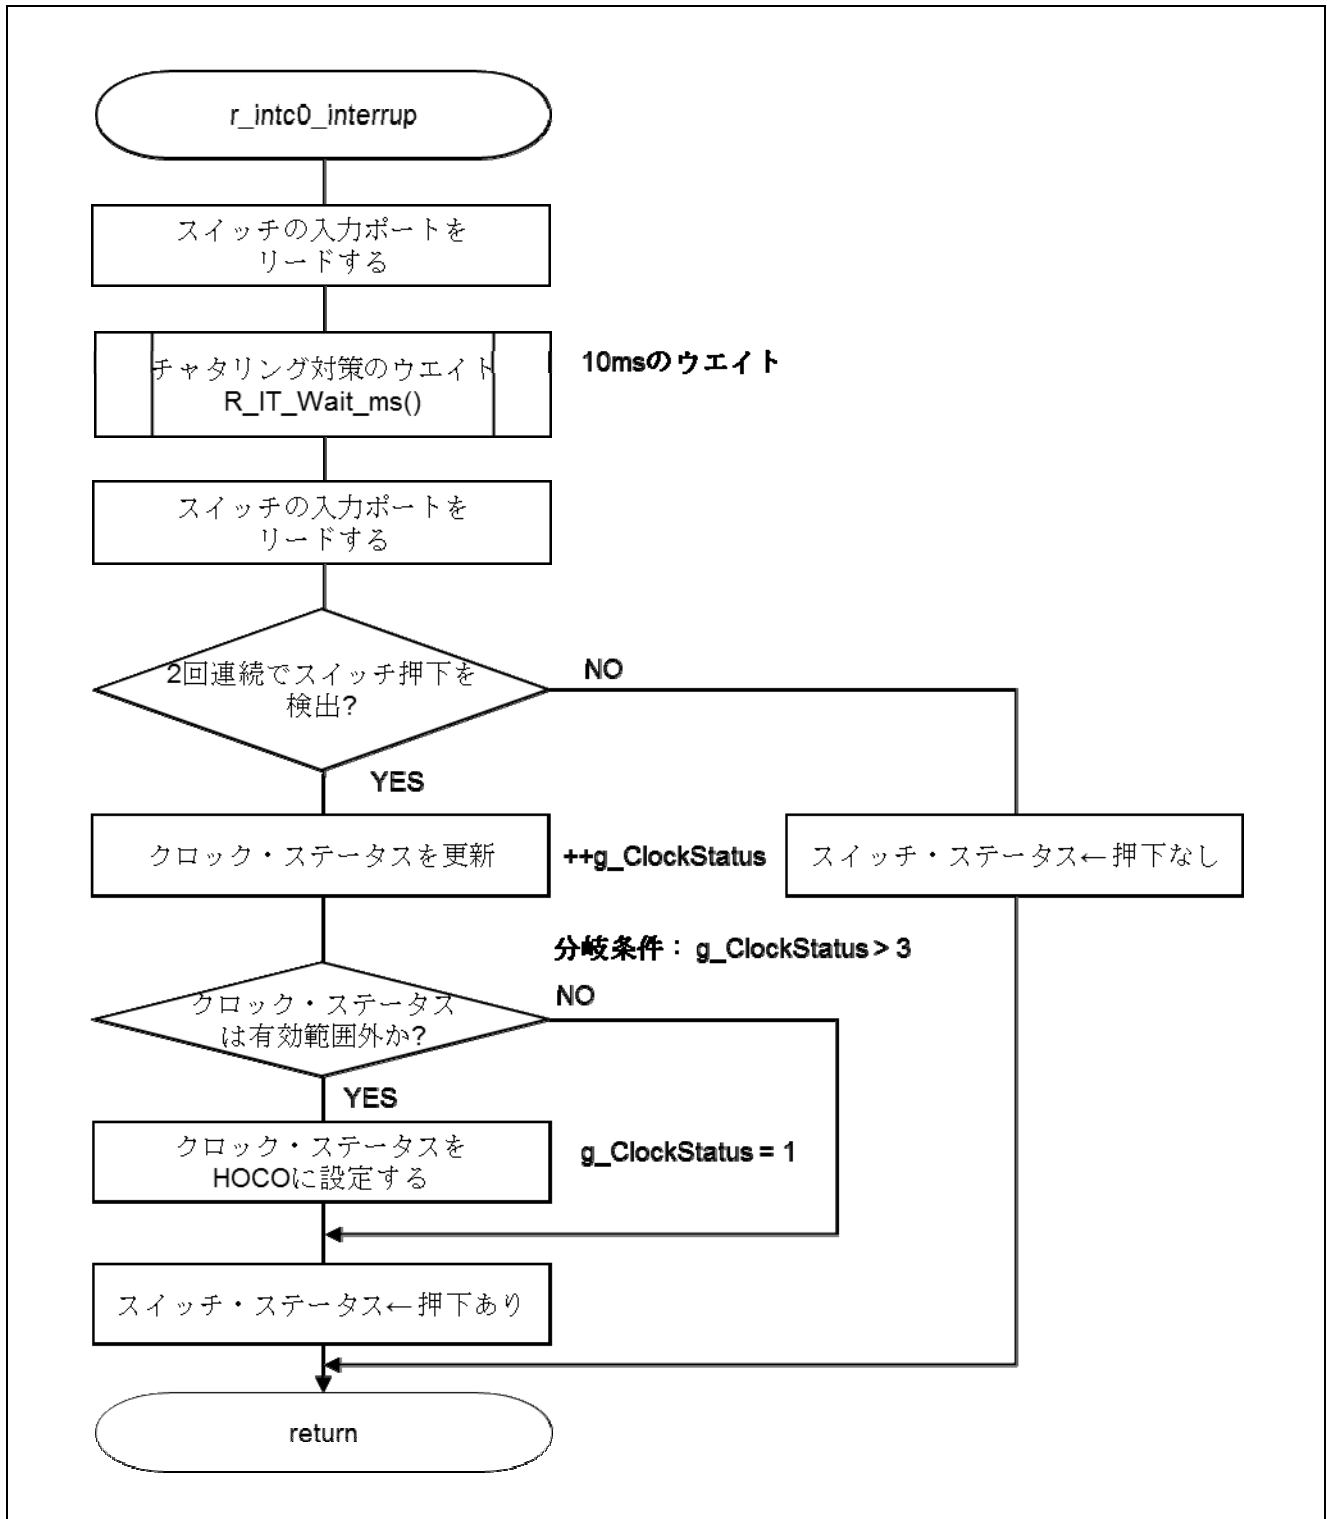 r_intc0_interrup
スイッチの入力ポートを
リードする
チャタリング対策のウエイト
R_IT_Wait_ms()
10msのウエイト
スイッチの入力ポートを
リードする
2回連続でスイッチ押下を
検出?
NO
YES
クロック・ステータスを更新
++g_ClockStatus
スイッチ・ステータス←押下なし
分岐条件：g_ClockStatus > 3
クロック・ステータス
は有効範囲外か?
NO
YES
クロック・ステータスを
HOCOに設定する
g_ClockStatus = 1
スイッチ・ステータス←押下あり
return